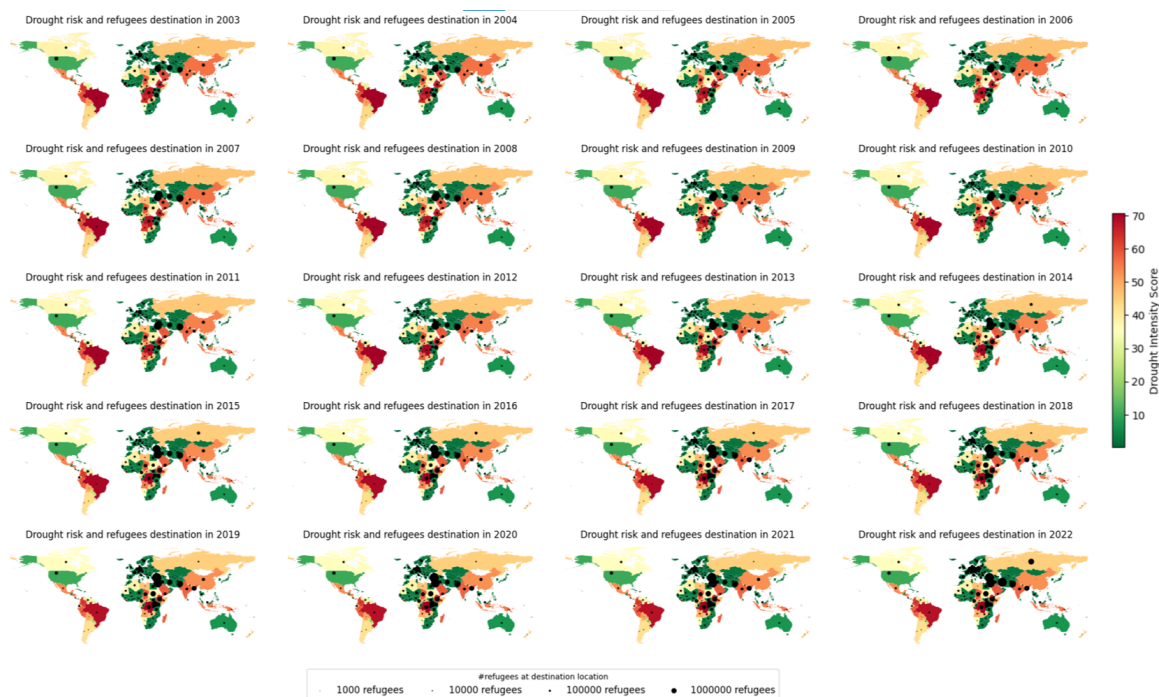 Drought risk and refugees destination in 2003
Drought risk and refugees destination in 2004
Drought risk and refugees destination in 2005
Drought risk and refugees destination in 2006
Drought risk and refugees destination in 2007
Drought risk and refugees destination in 2008
Drought risk and refugees destination in 2009
Drought risk and refugees destination in 2010
Drought risk and refugees destination in 2011
Drought risk and refugees destination in 2012
Drought risk and refugees destination in 2013
Drought risk and refugees destination in 2014
Drought risk and refugees destination in 2015
Drought risk and refugees destination in 2016
Drought risk and refugees destination in 2017
Drought risk and refugees destination in 2018
Drought risk and refugees destination in 2019
Drought risk and refugees destination in 2020
Drought risk and refugees destination in 2021
Drought risk and refugees destination in 2022
70
60
50
40
30
20
10
Drought Intensity Score
#refugees at destination location
1000 refugees
10000 refugees
100000 refugees
1000000 refugees